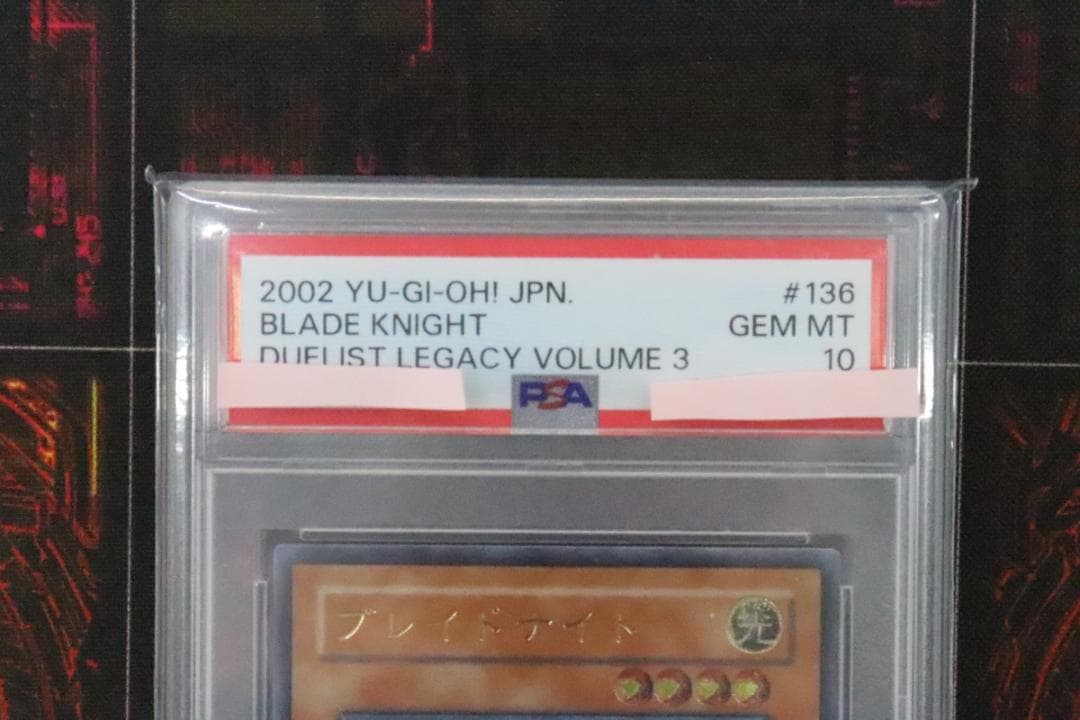 2002 YU-GI-OH! JPN. #136
BLADE KNIGHT GEM MT
DUELIST LEGACY VOLUME 3 10
PSA
ブレイドナイト 光